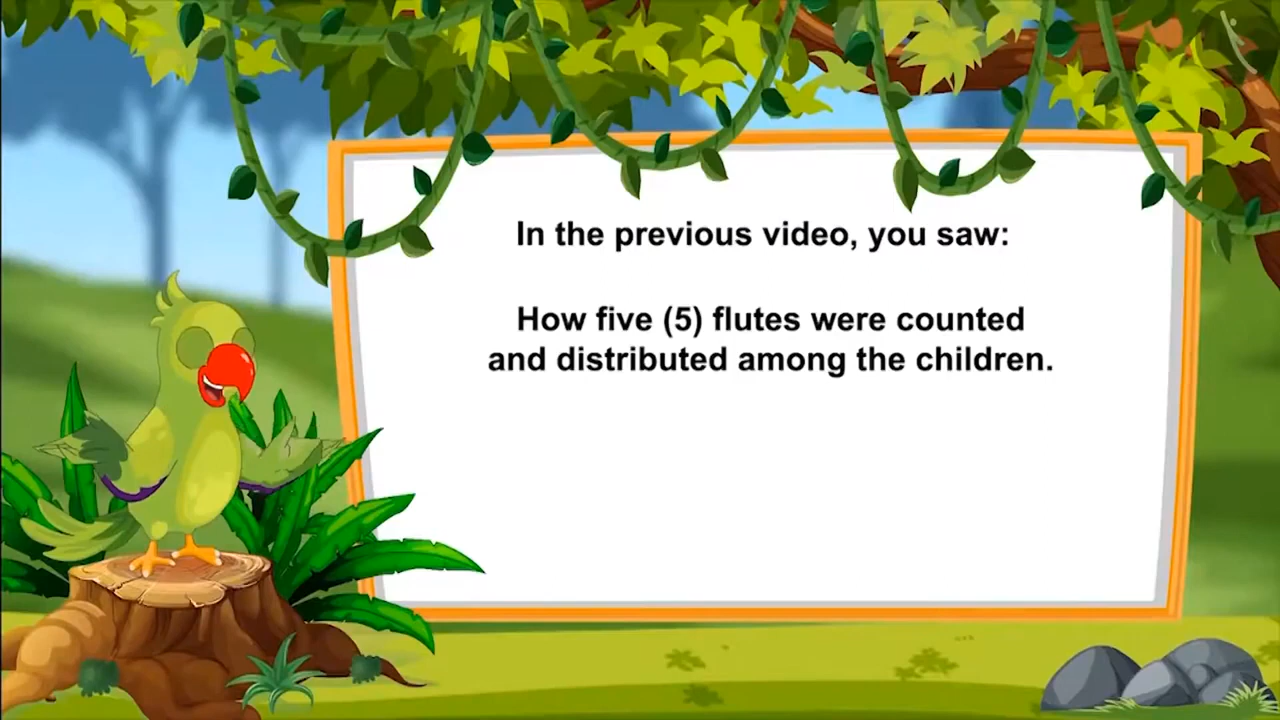 In the previous video, you saw:
How five (5) flutes were counted
and distributed among the children.